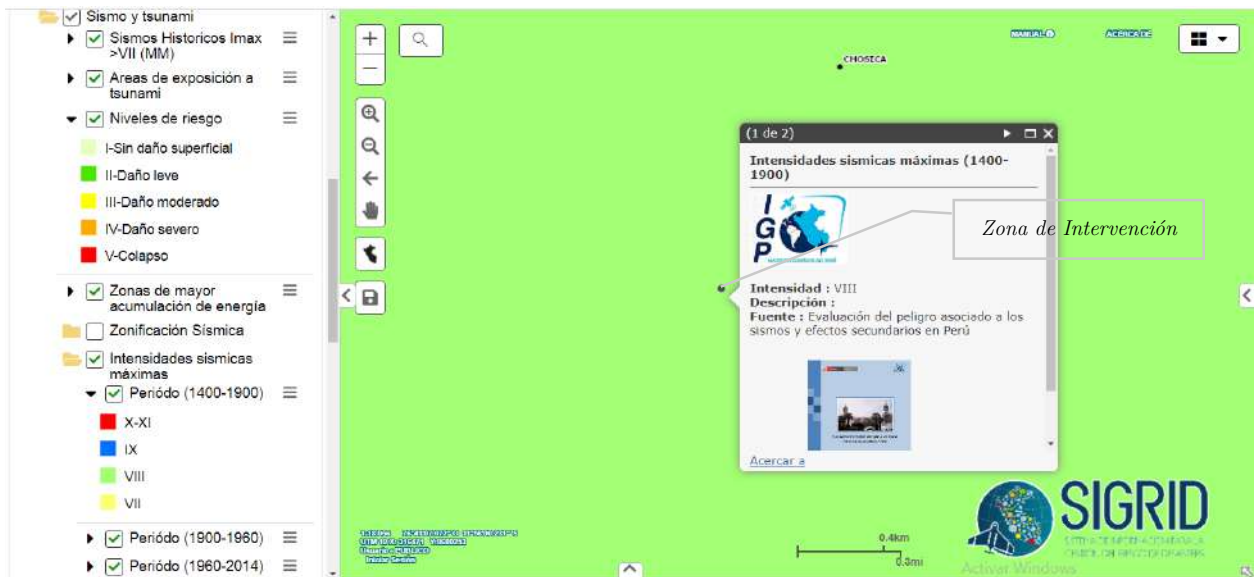 Sismo y tsunami
Sismos Historicos Imax
>VII (MM)
Areas de exposición a
tsunami
Niveles de riesgo
I-Sin daño superficial
II-Daño leve
III-Daño moderado
IV-Daño severo
V-Colapso
Zonas de mayor
acumulación de energía
Zonificación Sísmica
Intensidades sismicas
máximas
Periódo (1400-1900)
X-XI
IX
VIII
VII
Periódo (1900-1960)
Periódo (1960-2014)
MANUAL
ACERCA DE
CHOSICA
(1 de 2)
Intensidades sismicas máximas (1400-
1900)
IGP
Zona de Intervención
Intensidad : VIII
Descripción :
Fuente : Evaluación del peligro asociado a los
sismos y efectos secundarios en Perú
Acercar a
SIGRID
0.4km
0.3mi
Activar Windows